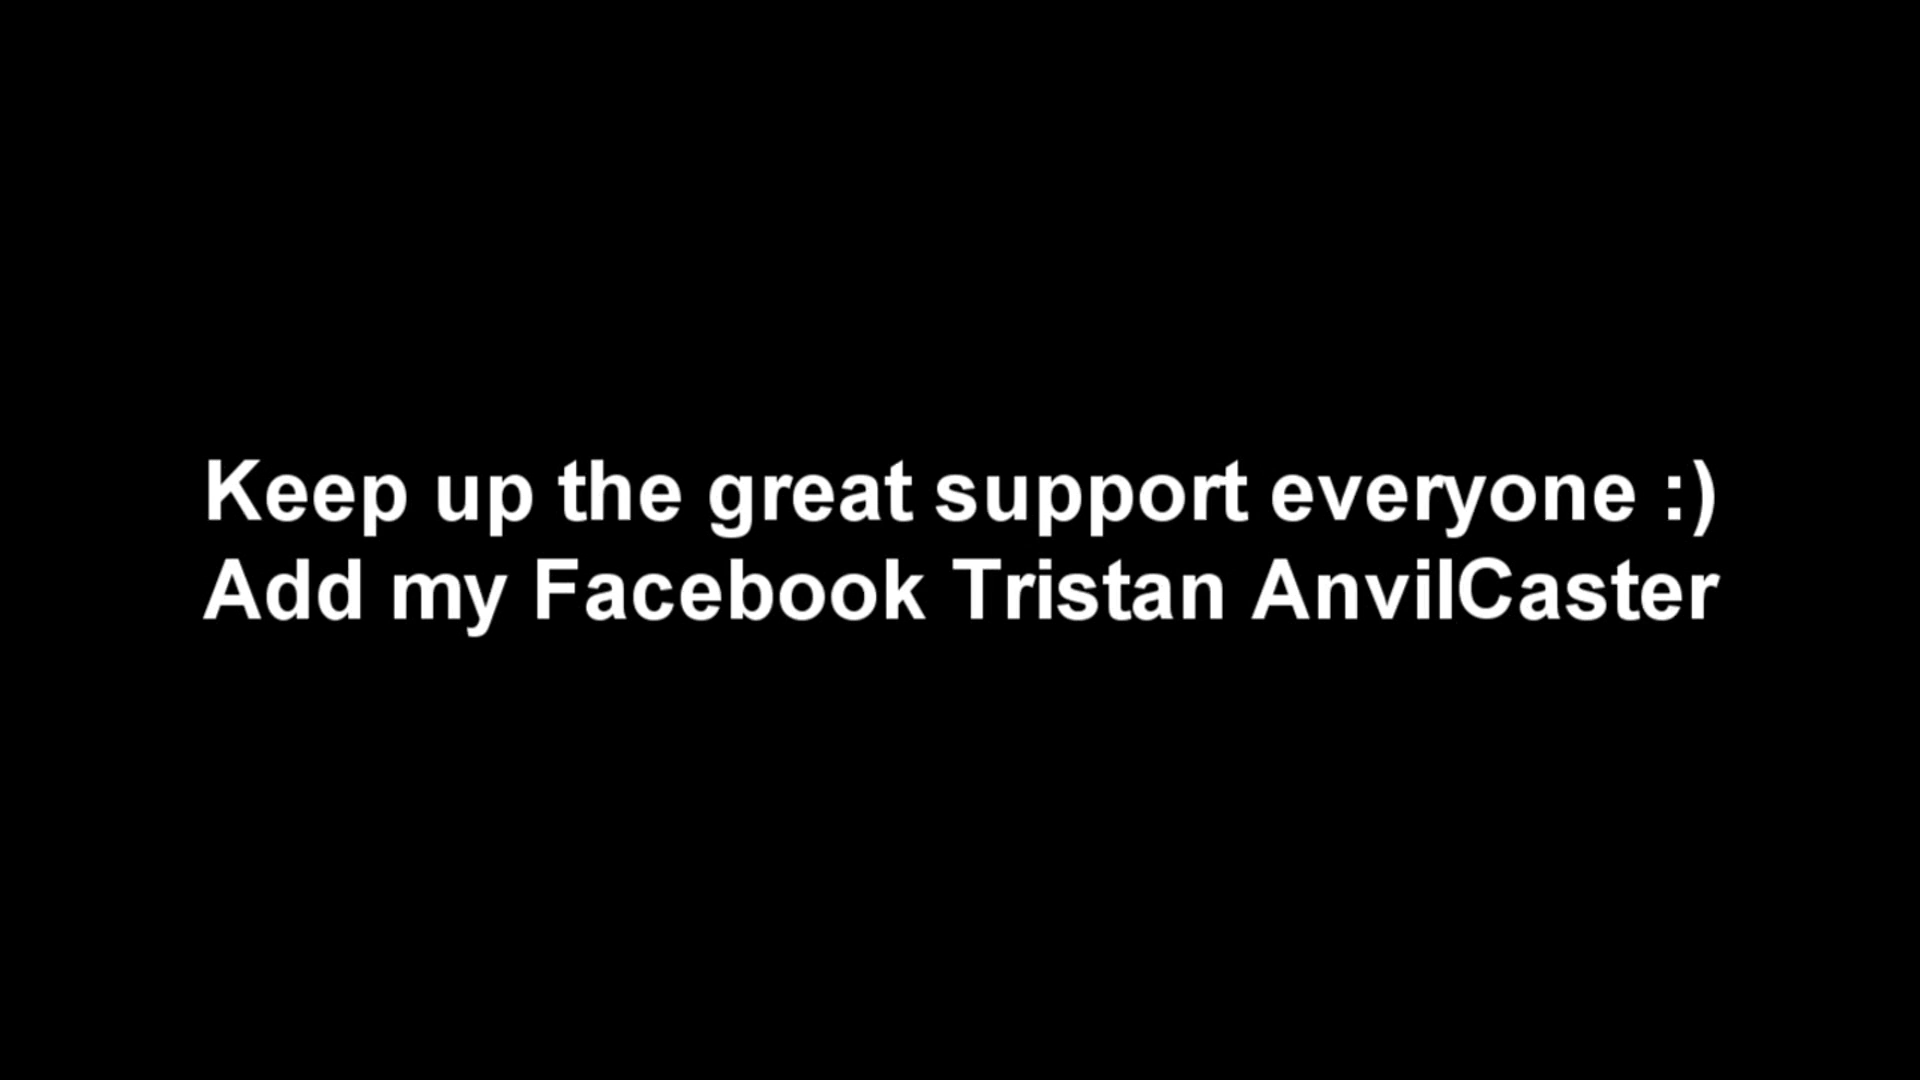 Keep up the great support everyone :)
Add my Facebook Tristan AnvilCaster